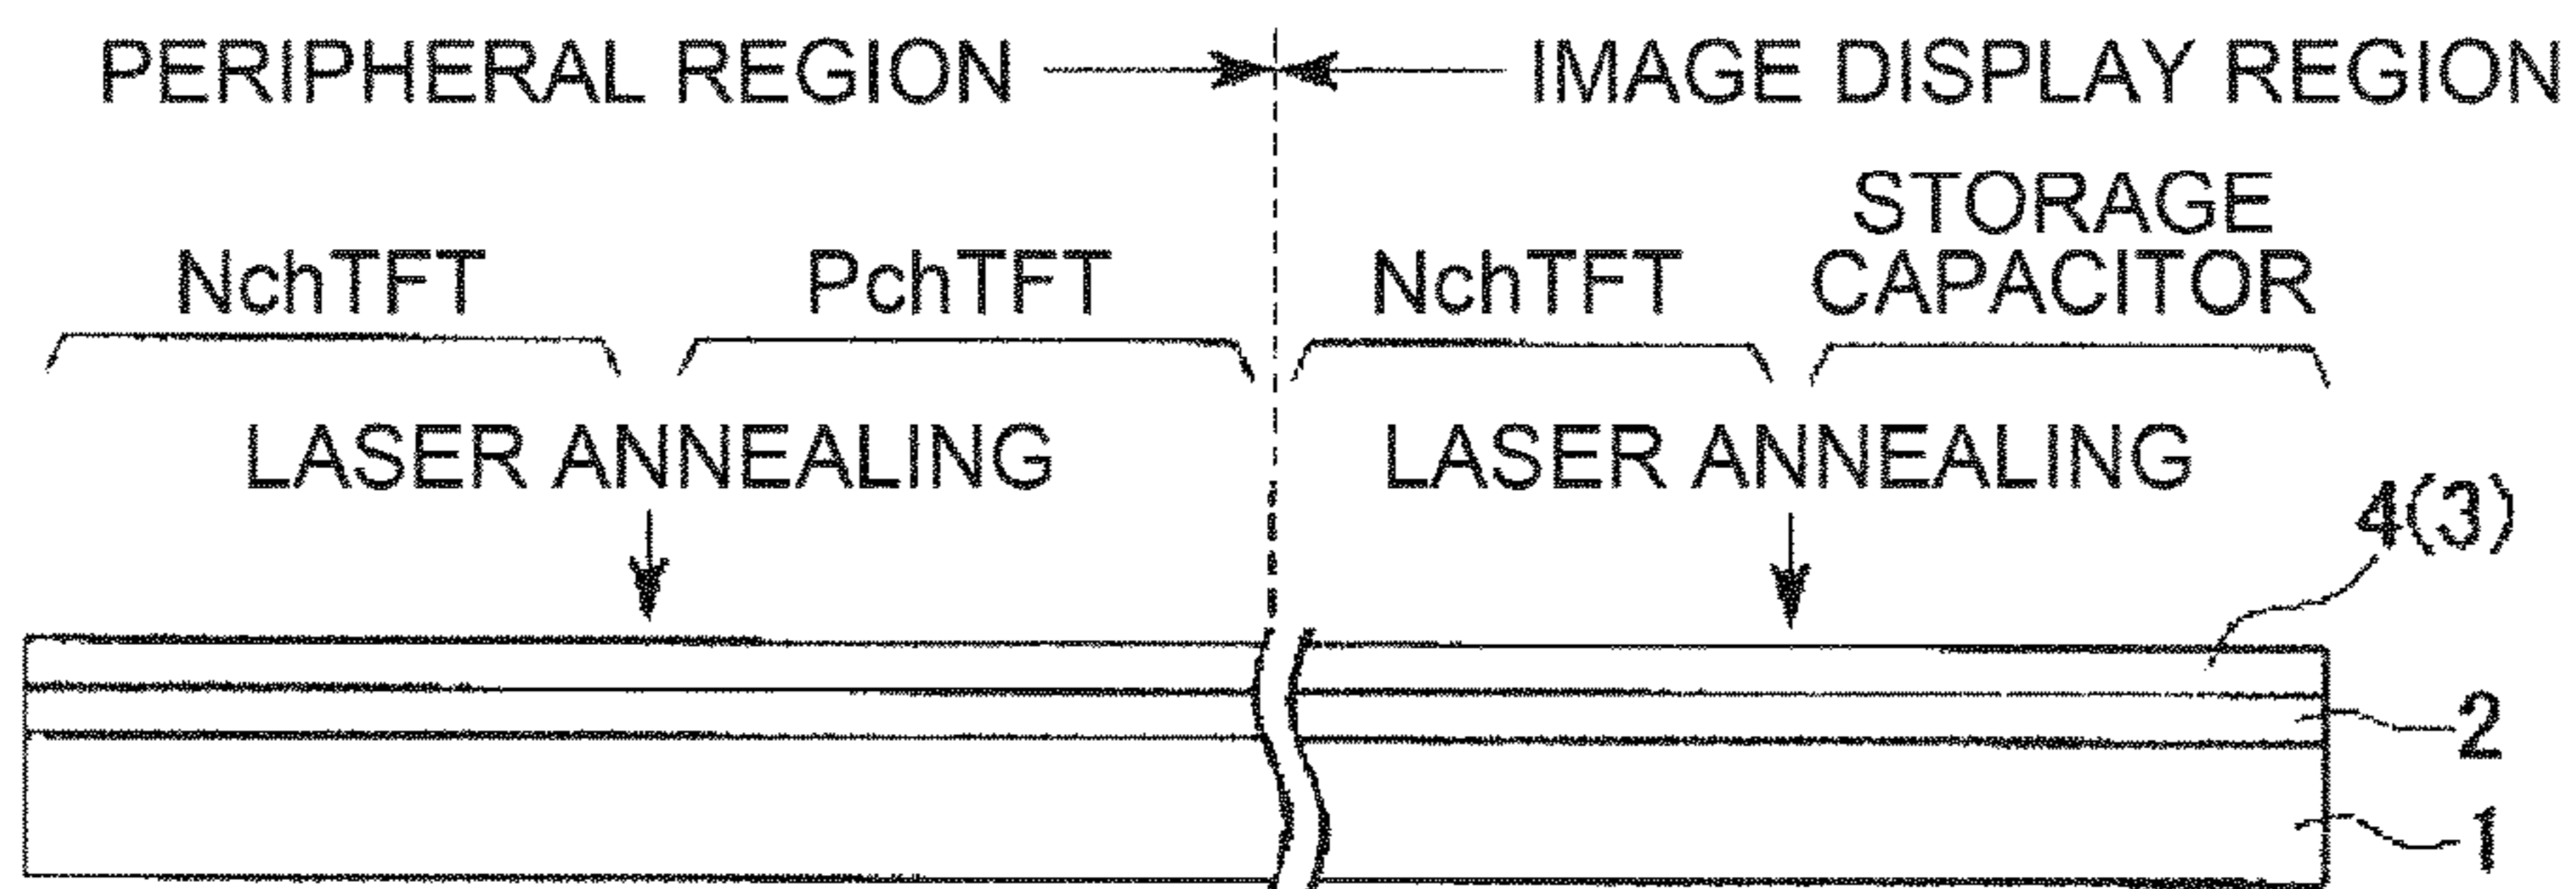 PERIPHERAL REGION IMAGE DISPLAY REGION
STORAGE
NchTFT PchTFT NchTFT CAPACITOR
LASER ANNEALING LASER ANNEALING
4(3)
2
1